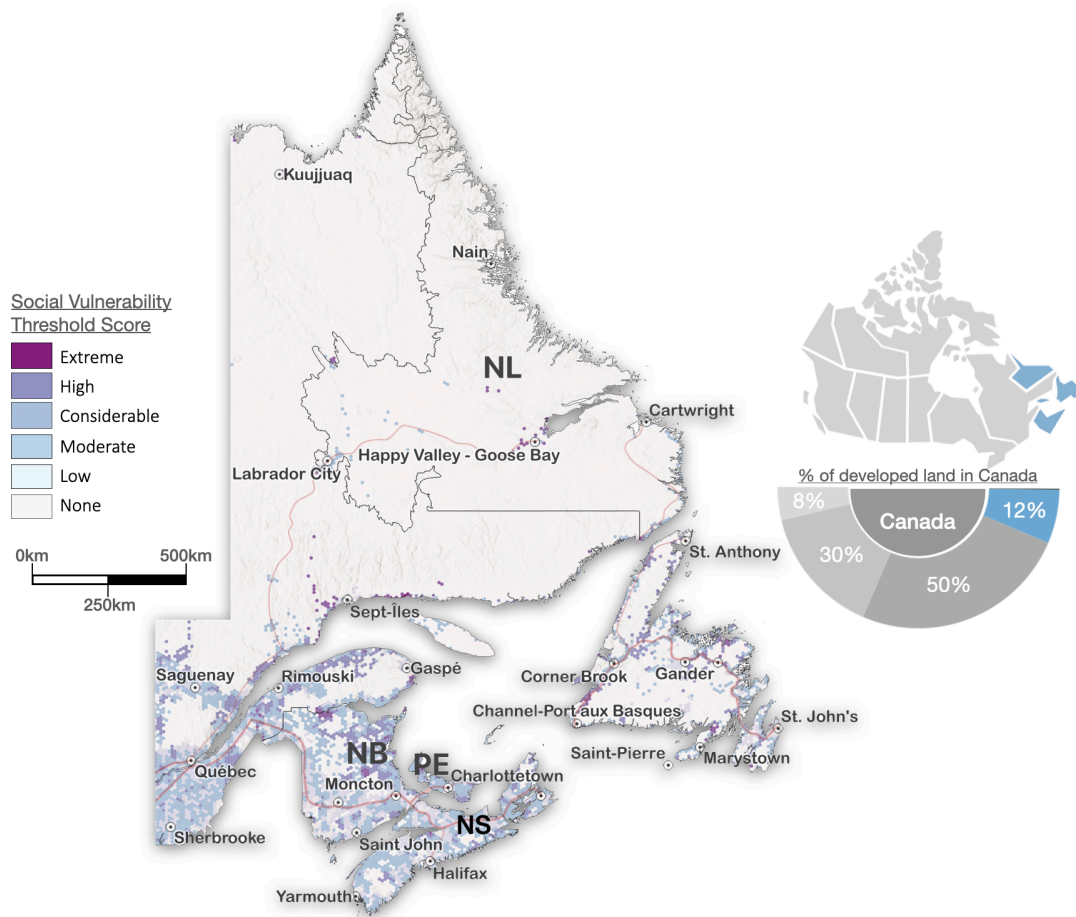 Kuujjuaq
Nain
Social Vulnerability
Threshold Score
Extreme
High
Considerable
Moderate
Low
None
NL
Cartwright
Happy Valley - Goose Bay
Labrador City
% of developed land in Canada
8%
Canada
12%
30%
50%
0km
500km
250km
St. Anthony
Sept-Îles
Saguenay
Rimouski
Gaspé
Corner Brook
Gander
Channel-Port aux Basques
St. John's
NB
PE
Saint-Pierre
Marystown
Québec
Moncton
Charlottetown
NS
Sherbrooke
Saint John
Halifax
Yarmouth